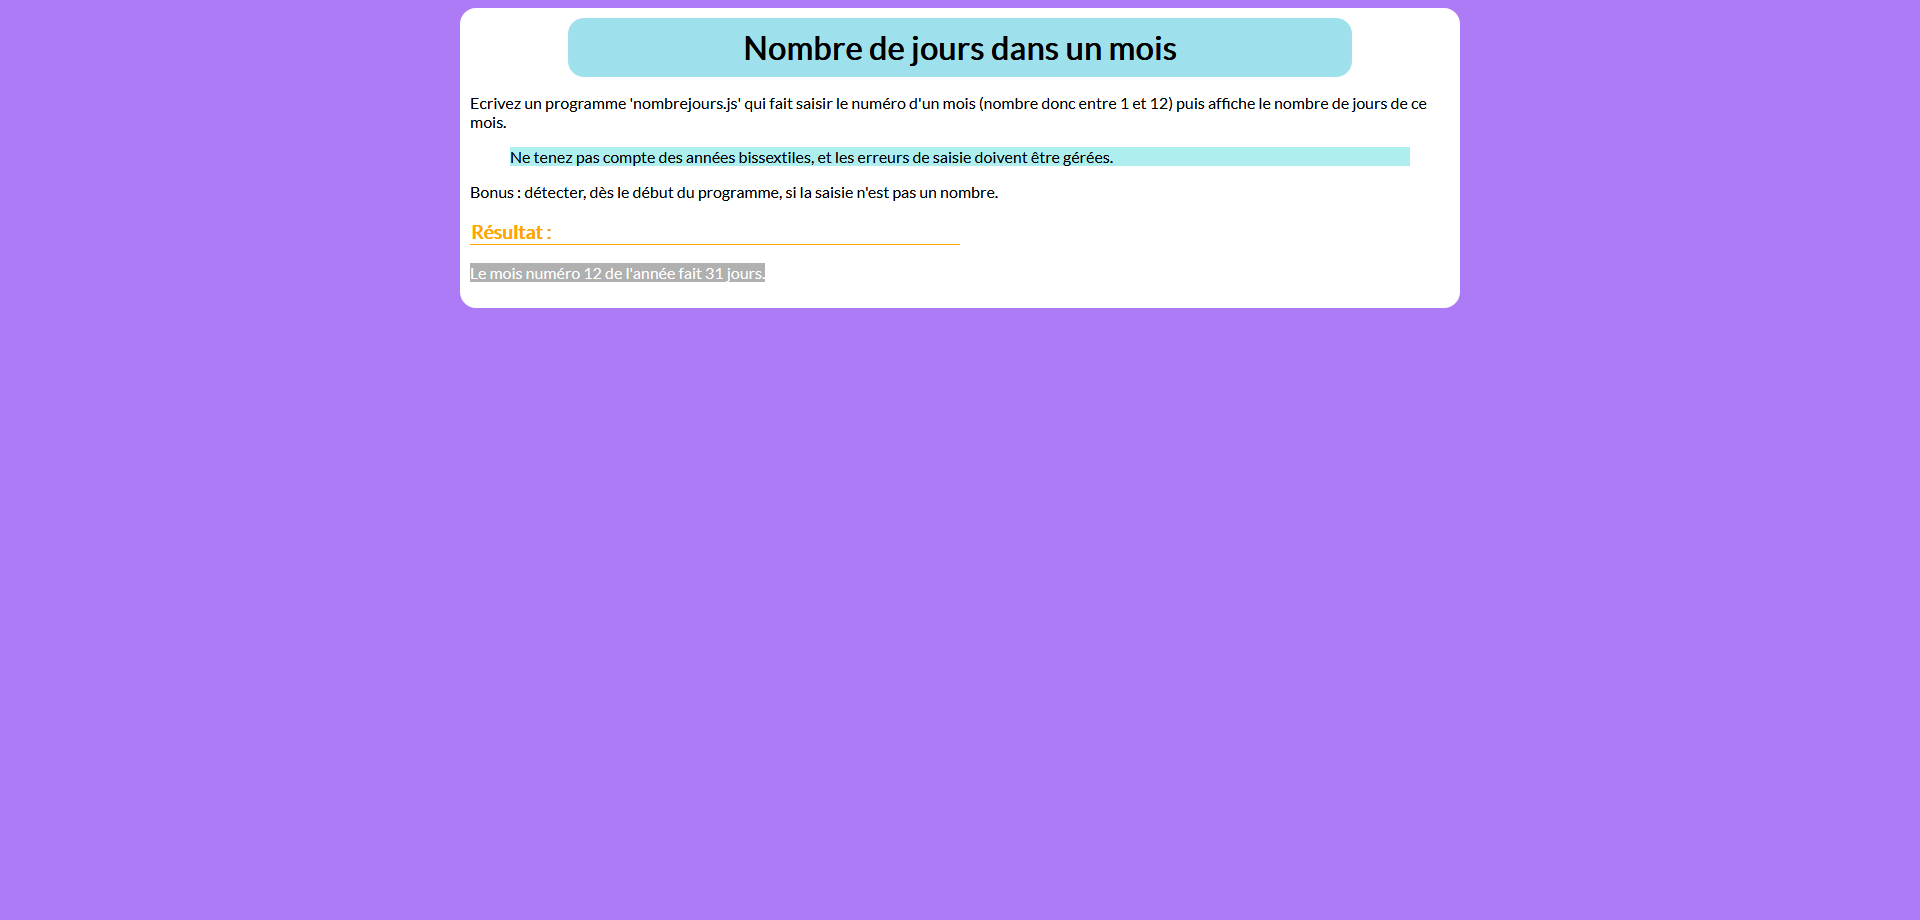 Nombre de jours dans un mois
Ecrivez un programme 'nombrejours.js' qui fait saisir le numéro d'un mois (nombre donc entre 1 et 12) puis affiche le nombre de jours de ce
mois.
Ne tenez pas compte des années bissextiles, et les erreurs de saisie doivent être gérées.
Bonus : détecter, dès le début du programme, si la saisie n'est pas un nombre.
Résultat :
Le mois numéro 12 de l'année fait 31 jours.